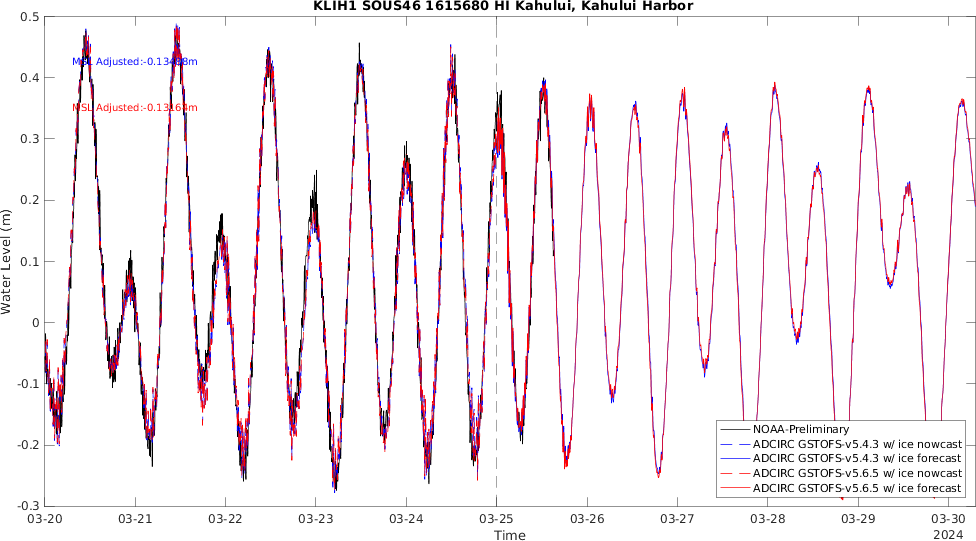 KLIH1 SOUS46 1615680 HI Kahului, Kahului Harbor
0.5
0.4
0.3
0.2
0.1
0
-0.1
-0.2
-0.3
Water Level (m)
MSL Adjusted:-0.13488m
MSL Adjusted:-0.13164m
NOAA-Preliminary
ADCIRC GSTOFS-v5.4.3 w/ ice nowcast
ADCIRC GSTOFS-v5.4.3 w/ ice forecast
ADCIRC GSTOFS-v5.6.5 w/ ice nowcast
ADCIRC GSTOFS-v5.6.5 w/ ice forecast
03-20 03-21 03-22 03-23 03-24 03-25 03-26 03-27 03-28 03-29 03-30
2024
Time